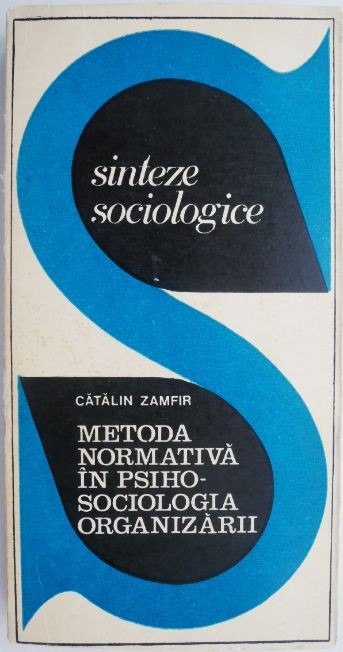 sinteze
sociologice
CĂTĂLIN ZAMFIR
METODA
NORMATIVĂ
ÎN PSIHO-
SOCIOLOGIA
ORGANIZĂRII